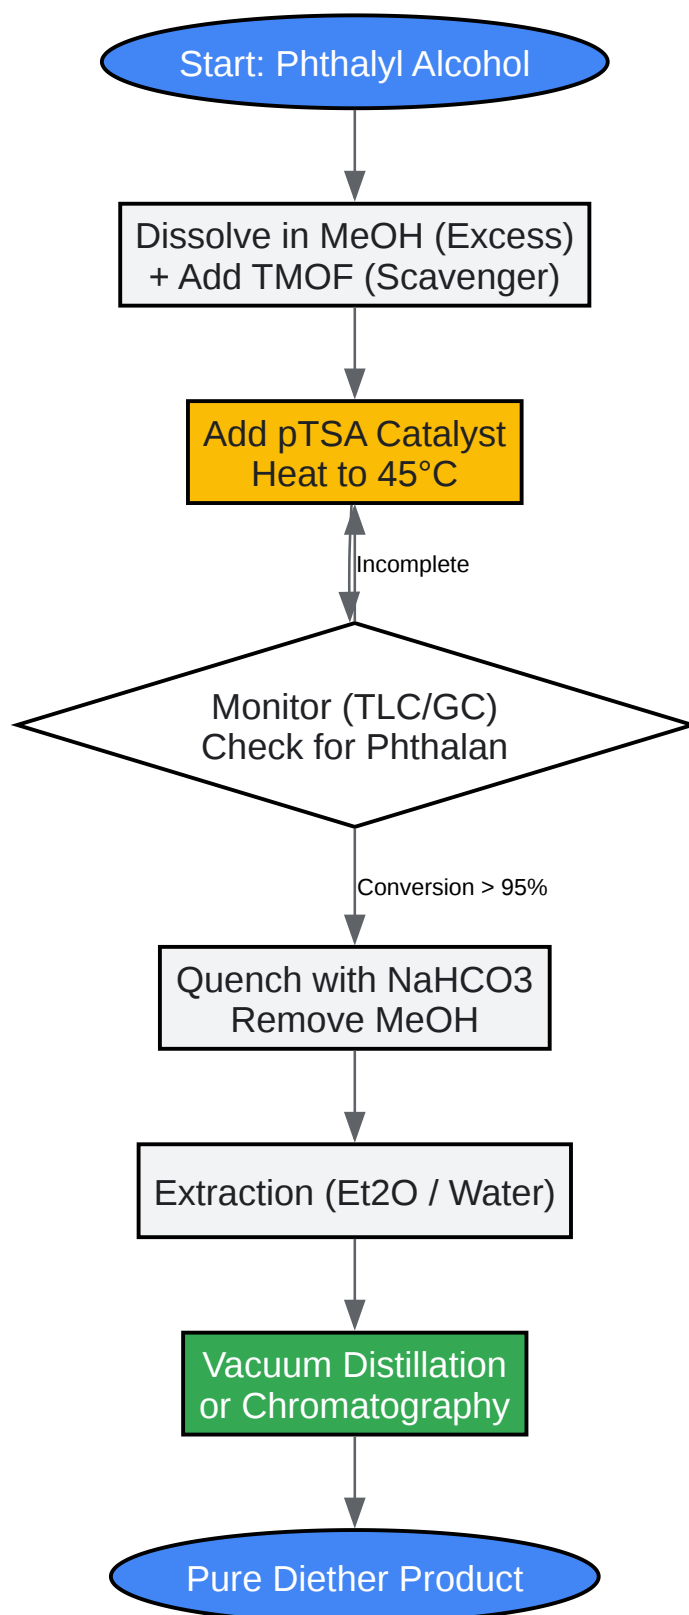 Start: Phthalyl Alcohol
Dissolve in MeOH (Excess)
+ Add TMOF (Scavenger)
Add pTSA Catalyst
Heat to 45°C
Incomplete
Monitor (TLC/GC)
Check for Phthalan
Conversion > 95%
Quench with NaHCO3
Remove MeOH
Extraction (Et2O / Water)
Vacuum Distillation
or Chromatography
Pure Diether Product